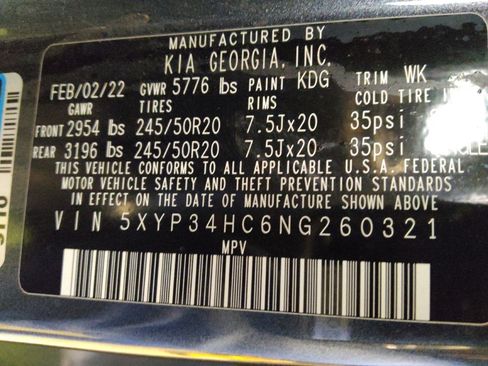 MANUFACTURED BY
KIA GEORGIA, INC.
FEB/02/22 GVWR 5776 lbs PAINT KDG TRIM WK
GAWR TIRES RIMS COLD TIRE
FRONT 2954 lbs 245/50R20 7.5Jx20 35psi
REAR 3196 lbs 245/50R20 7.5Jx20 35psi
THIS VEHICLE CONFORMS TO ALL APPLICABLE U.S.A. FEDERAL
MOTOR VEHICLE SAFETY AND THEFT PREVENTION STANDARDS IN
EFFECT ON THE DATE OF MANUFACTURE SHOWN ABOVE
VIN 5XYP34HC6NG260321
MPV